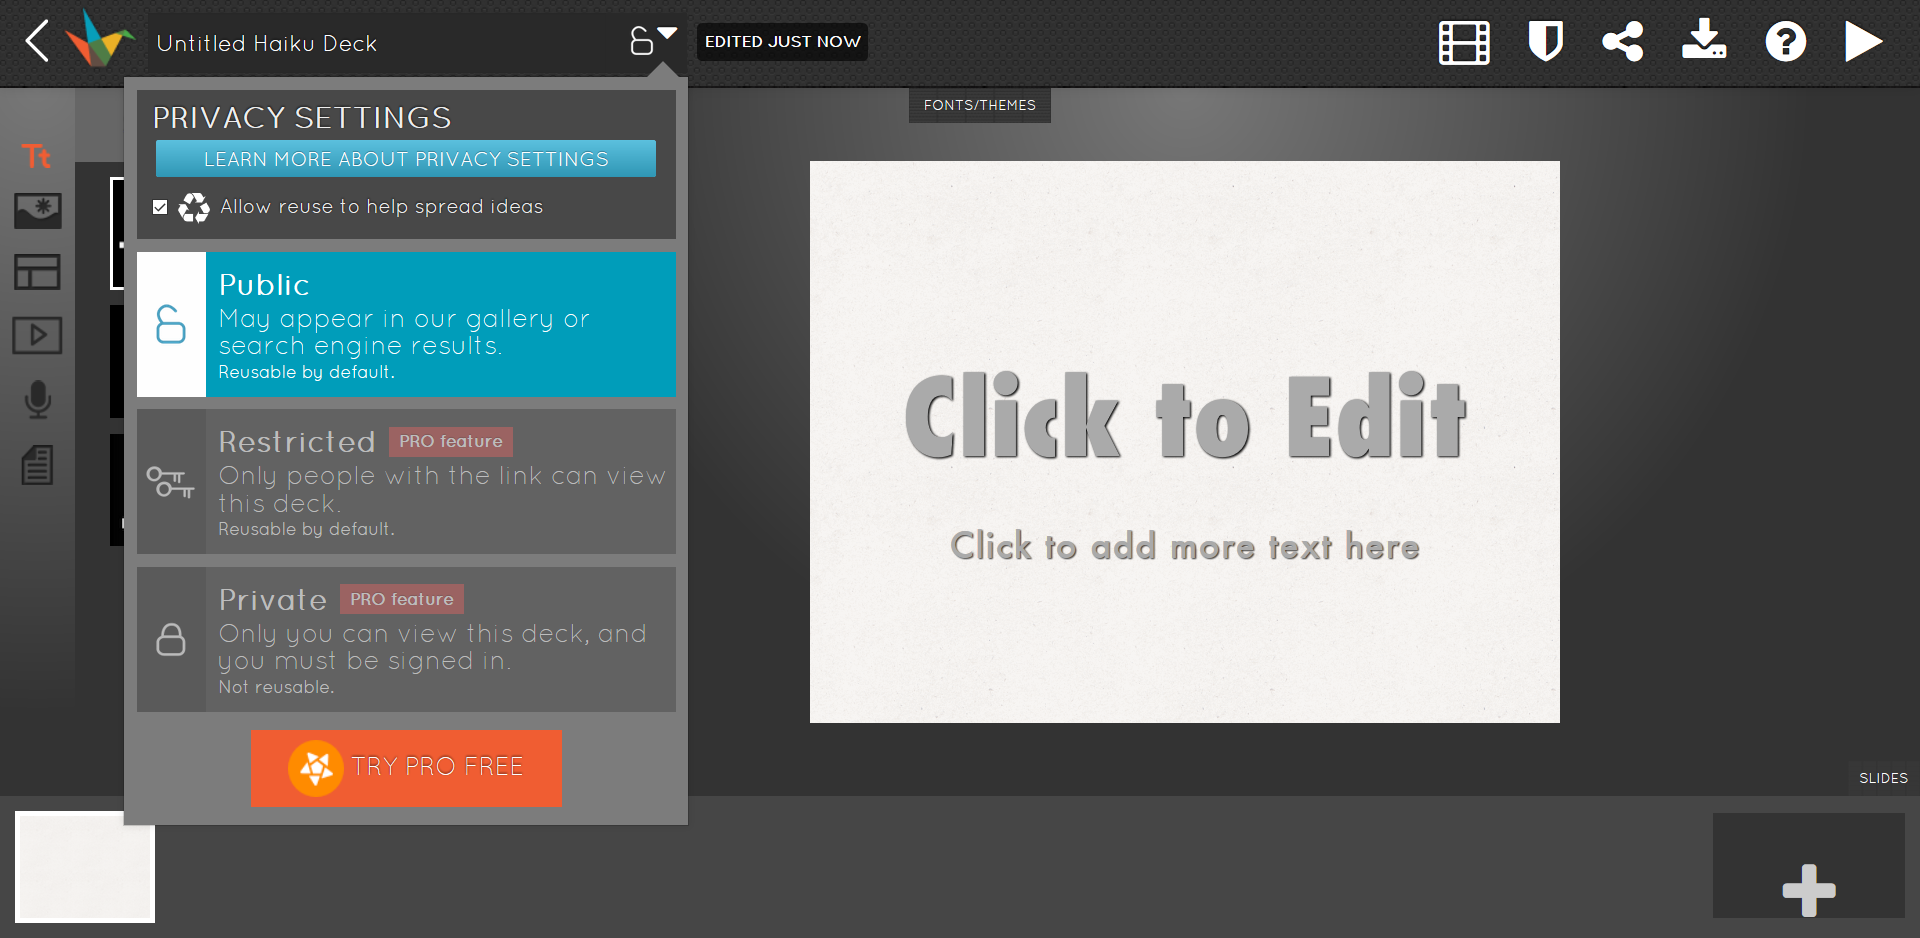 Untitled Haiku Deck
EDITED JUST NOW
PRIVACY SETTINGS
LEARN MORE ABOUT PRIVACY SETTINGS
Allow reuse to help spread ideas
Public
May appear in our gallery or
search engine results.
Reusable by default.
Restricted PRO feature
Only people with the link can view
this deck.
Reusable by default.
Private PRO feature
Only you can view this deck, and
you must be signed in.
Not reusable.
TRY PRO FREE
Tt
FONTS/THEMES
Click to Edit
Click to add more text here
SLIDES